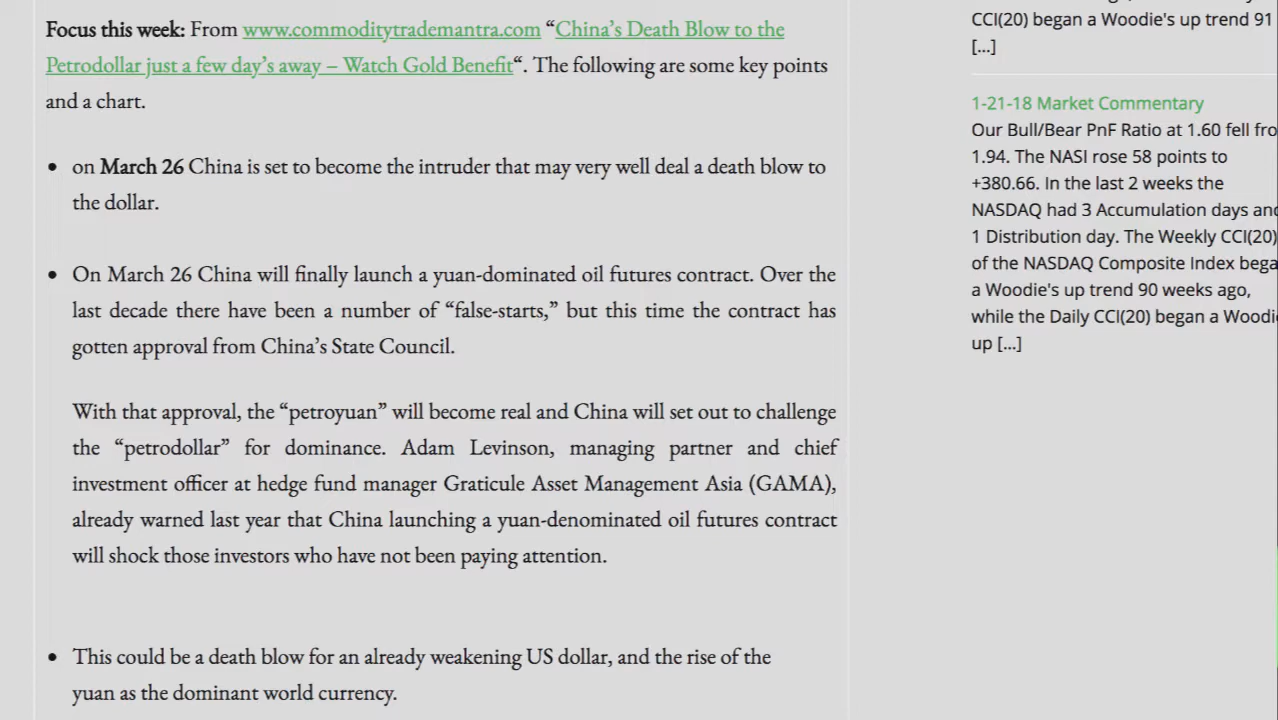 Focus this week: From www.commoditytrademantra.com “China’s Death Blow to the
Petrodollar just a few day’s away – Watch Gold Benefit“. The following are some key points
and a chart.
• on March 26 China is set to become the intruder that may very well deal a death blow to
the dollar.
• On March 26 China will finally launch a yuan-dominated oil futures contract. Over the
last decade there have been a number of “false-starts,” but this time the contract has
gotten approval from China’s State Council.
With that approval, the “petroyuan” will become real and China will set out to challenge
the “petrodollar” for dominance. Adam Levinson, managing partner and chief
investment officer at hedge fund manager Graticule Asset Management Asia (GAMA),
already warned last year that China launching a yuan-denominated oil futures contract
will shock those investors who have not been paying attention.
• This could be a death blow for an already weakening US dollar, and the rise of the
yuan as the dominant world currency.
CCI(20) began a Woodie's up trend 91
[...]
1-21-18 Market Commentary
Our Bull/Bear PnF Ratio at 1.60 fell fro
1.94. The NASI rose 58 points to
+380.66. In the last 2 weeks the
NASDAQ had 3 Accumulation days and
1 Distribution day. The Weekly CCI(20)
of the NASDAQ Composite Index bega
a Woodie's up trend 90 weeks ago,
while the Daily CCI(20) began a Woodi
up [...]